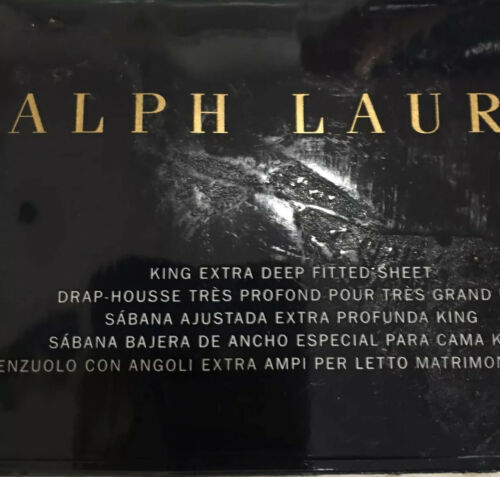 ALPH LAUR
KING EXTRA DEEP FITTED SHEET
DRAP-HOUSSE TRÈS PROFOND POUR TRÈS GRAND
SÁBANA AJUSTADA EXTRA PROFUNDA KING
SÁBANA BAJERA DE ANCHO ESPECIAL PARA CAMA K
ENZUOLO CON ANGOLI EXTRA AMPI PER LETTO MATRIMON